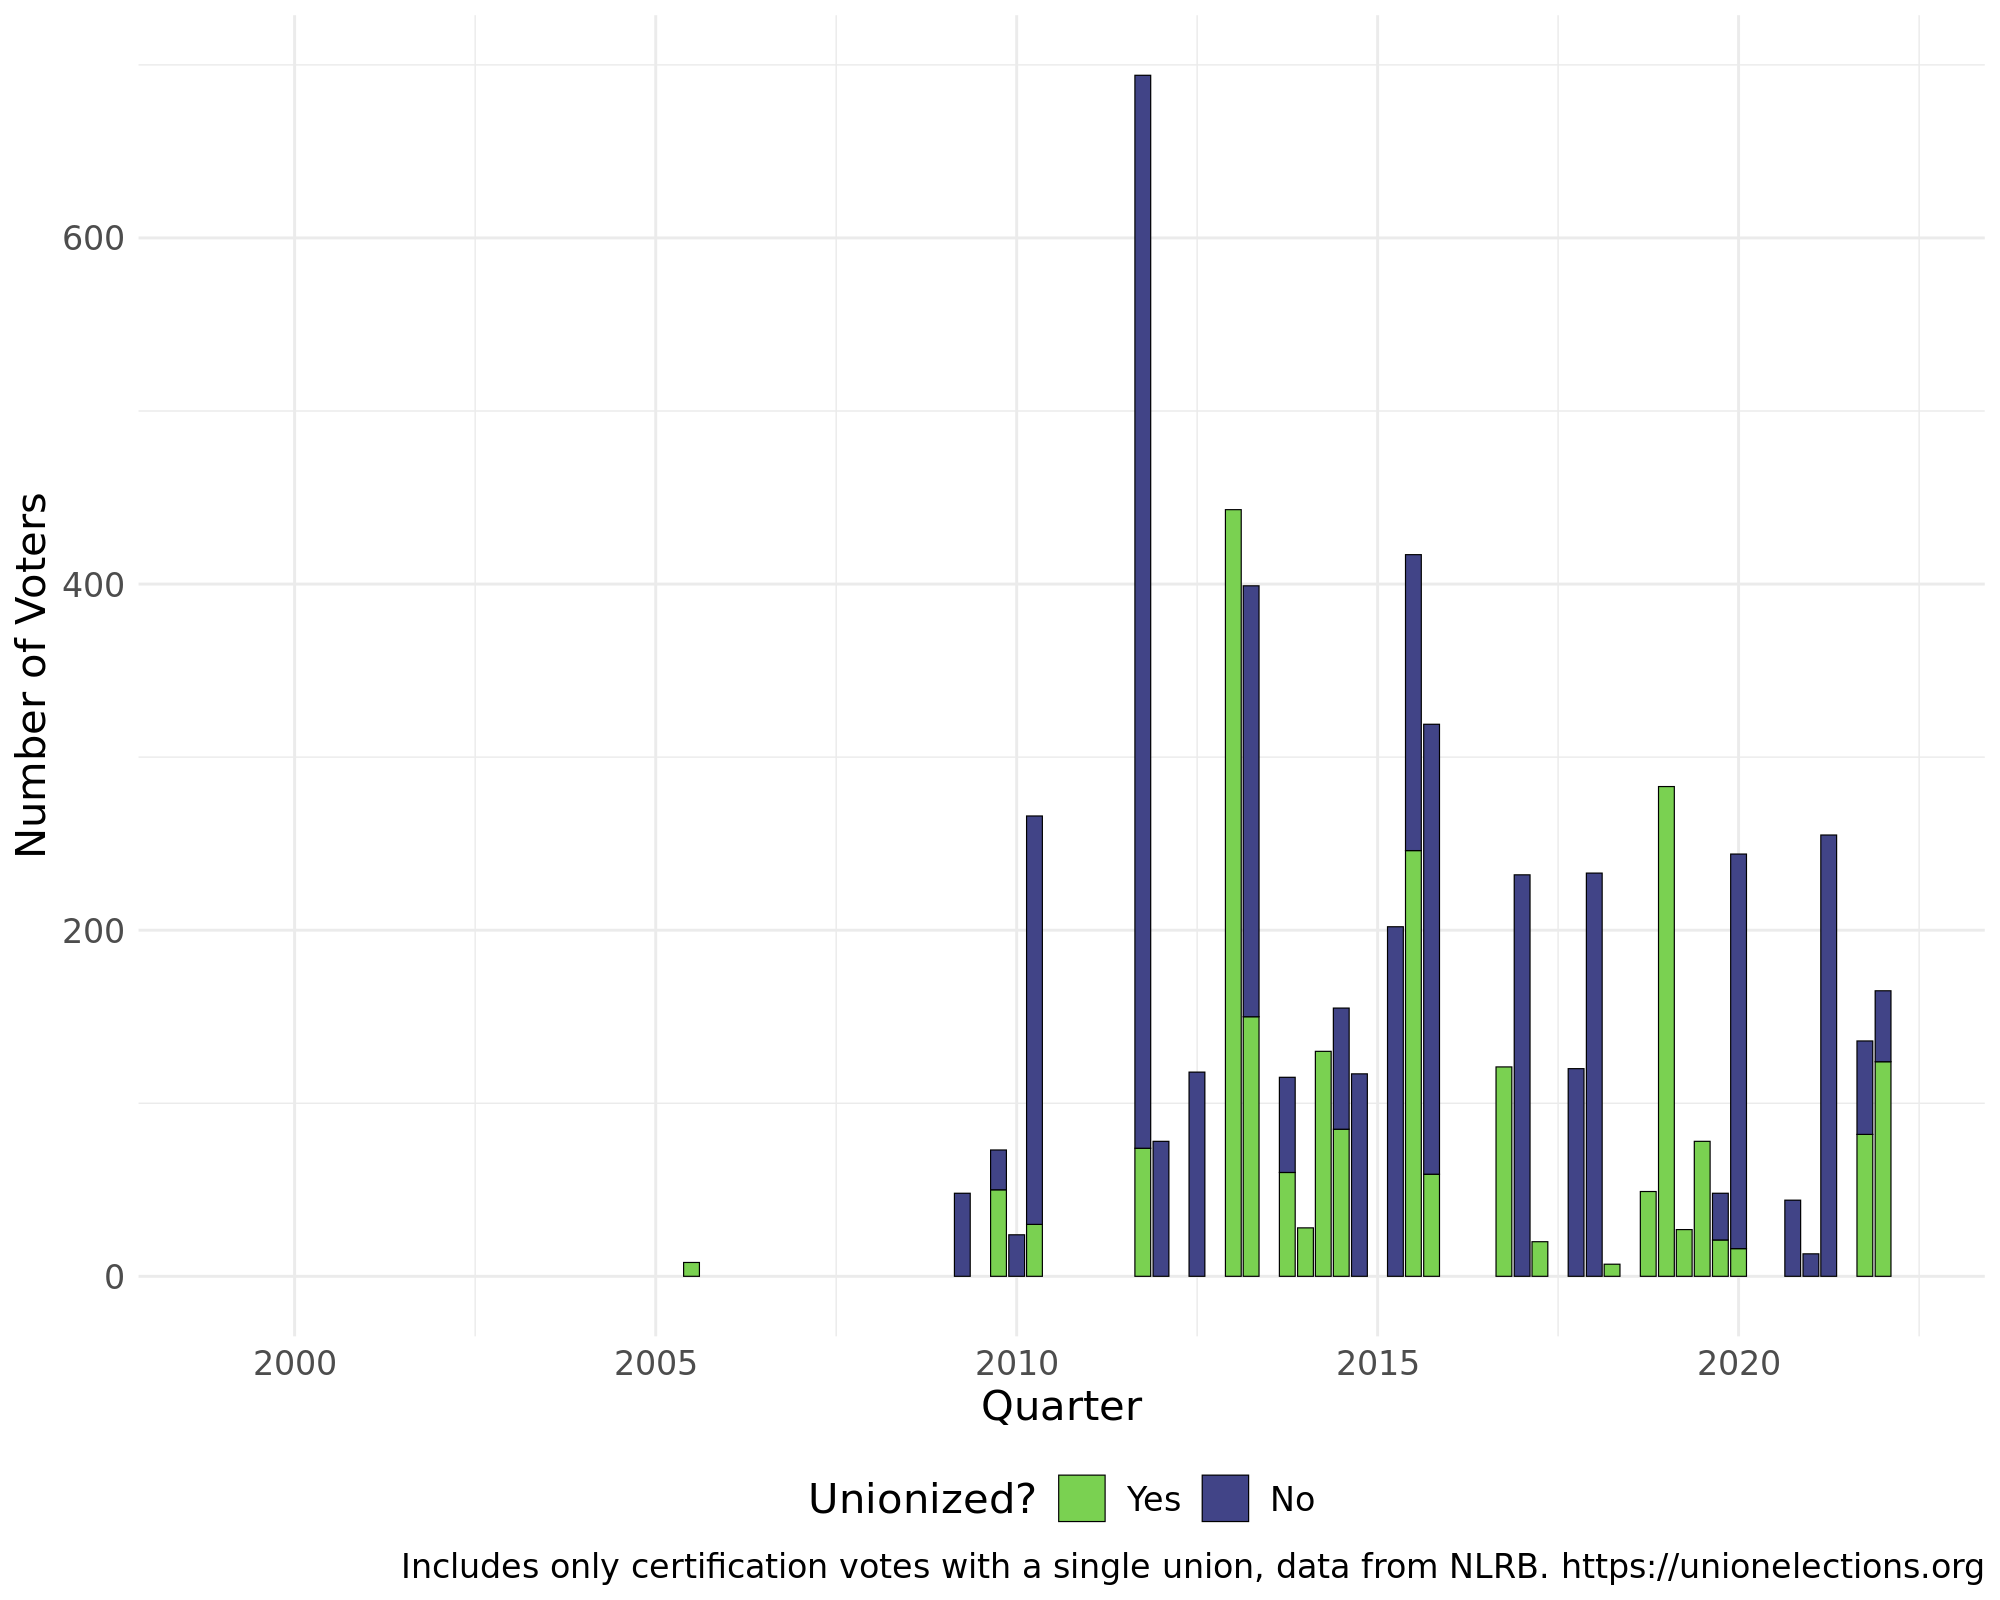 Number of Voters
600
400
200
0
2000 2005 2010 2015 2020
Quarter
Unionized? Yes No
Includes only certification votes with a single union, data from NLRB. https://unionelections.org